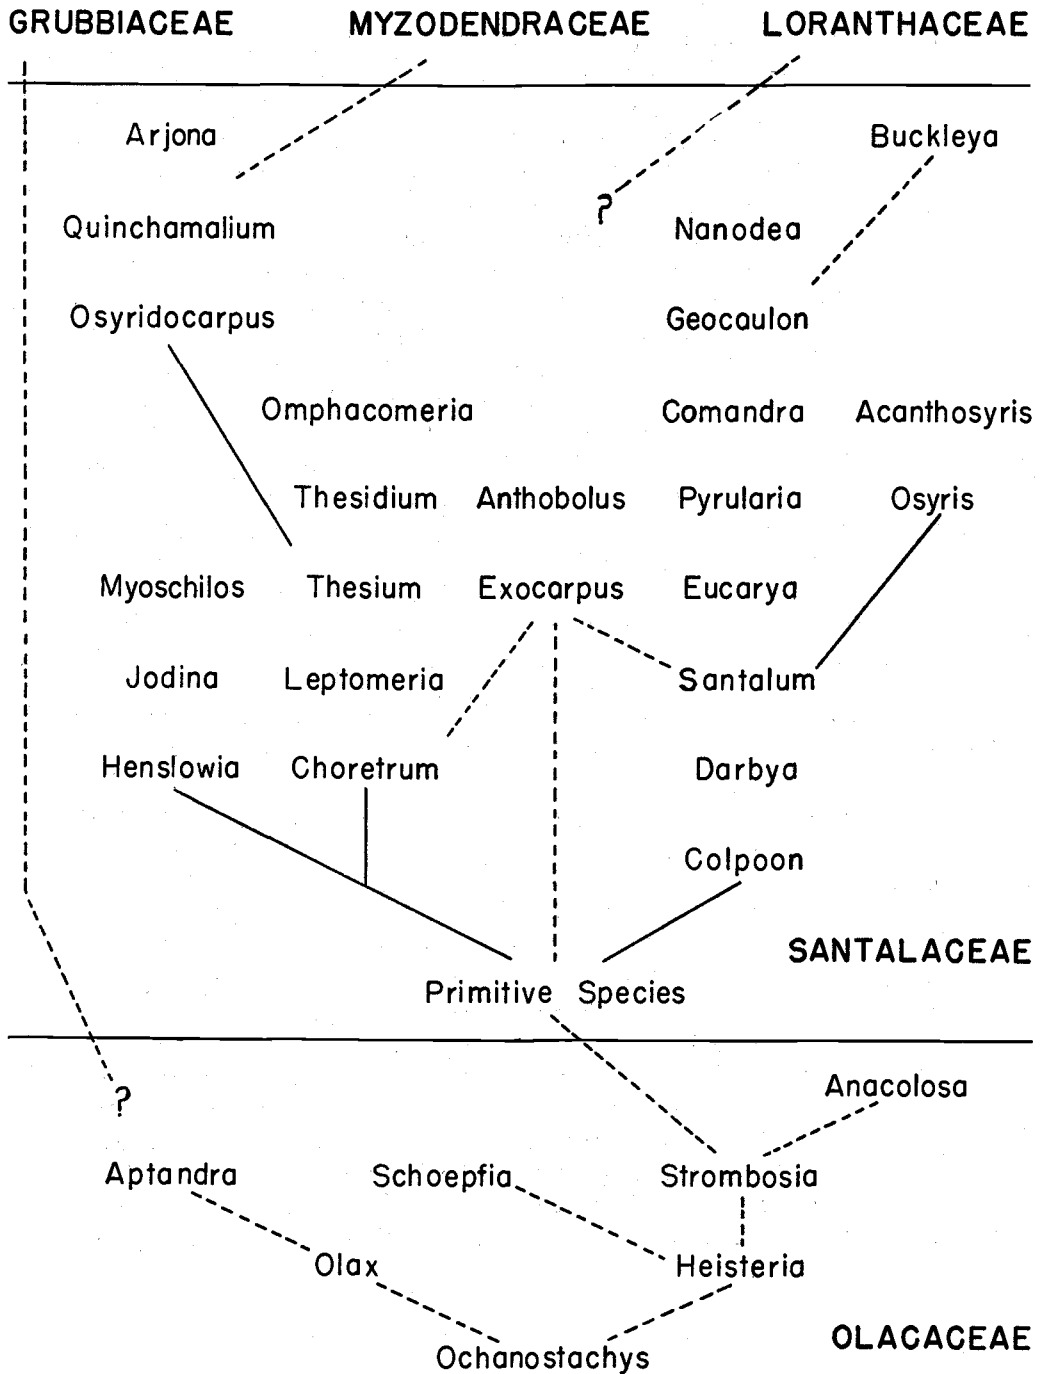 GRUBBIACEAE MYZODENDRACEAE LORANTHACEAE
Arjona Buckleya
? 
Quinchamalium Nanodea
Osyridocarpus Geocaulon
Omphacomeria Comandra Acanthosyris
Thesidium Anthobolus Pyrularia Osyris
Myoschilos Thesium Exocarpus Eucarya
Jodina Leptomeria Santalum
Henslowia Choretrum Darbya
Colpoon
SANTALACEAE
Primitive Species
Anacolosa
?
Aptandra Schoepfia Strombosia
Olax Heisteria
OLACACEAE
Ochanostachys